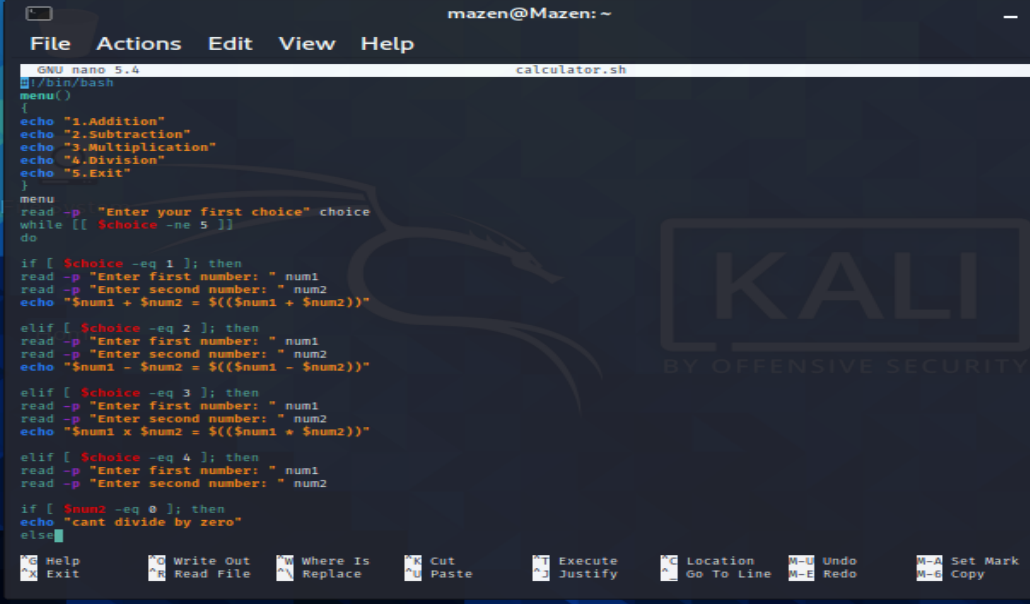 mazen@Mazen: ~
File Actions Edit View Help
GNU nano 5.4 calculator.sh
#!/bin/bash
menu()
{
echo "1.Addition"
echo "2.Subtraction"
echo "3.Multiplication"
echo "4.Division"
echo "5.Exit"
}
menu
read -p  "Enter your first choice" choice
while [[ $choice -ne 5 ]]
do
if [ $choice -eq 1 ]; then
read -p "Enter first number: " num1
read -p "Enter second number: " num2
echo "$num1 + $num2 = $(($num1 + $num2))"
elif [ $choice -eq 2 ]; then
read -p "Enter first number: " num1
read -p "Enter second number: " num2
echo "$num1 - $num2 = $(($num1 - $num2))"
elif [ $choice -eq 3 ]; then
read -p "Enter first number: " num1
read -p "Enter second number: " num2
echo "$num1 x $num2 = $(($num1 * $num2))"
elif [ $choice -eq 4 ]; then
read -p "Enter first number: " num1
read -p "Enter second number: " num2
if [ $num2 -eq 0 ]; then
echo "cant divide by zero"
else
KALI
BY OFFENSIVE SECURITY
^G Help ^O Write Out ^W Where Is ^K Cut ^T Execute ^C Location M-U Undo M-A Set Mark
^X Exit ^R Read File ^\ Replace ^U Paste ^J Justify ^_ Go To Line M-E Redo M-6 Copy